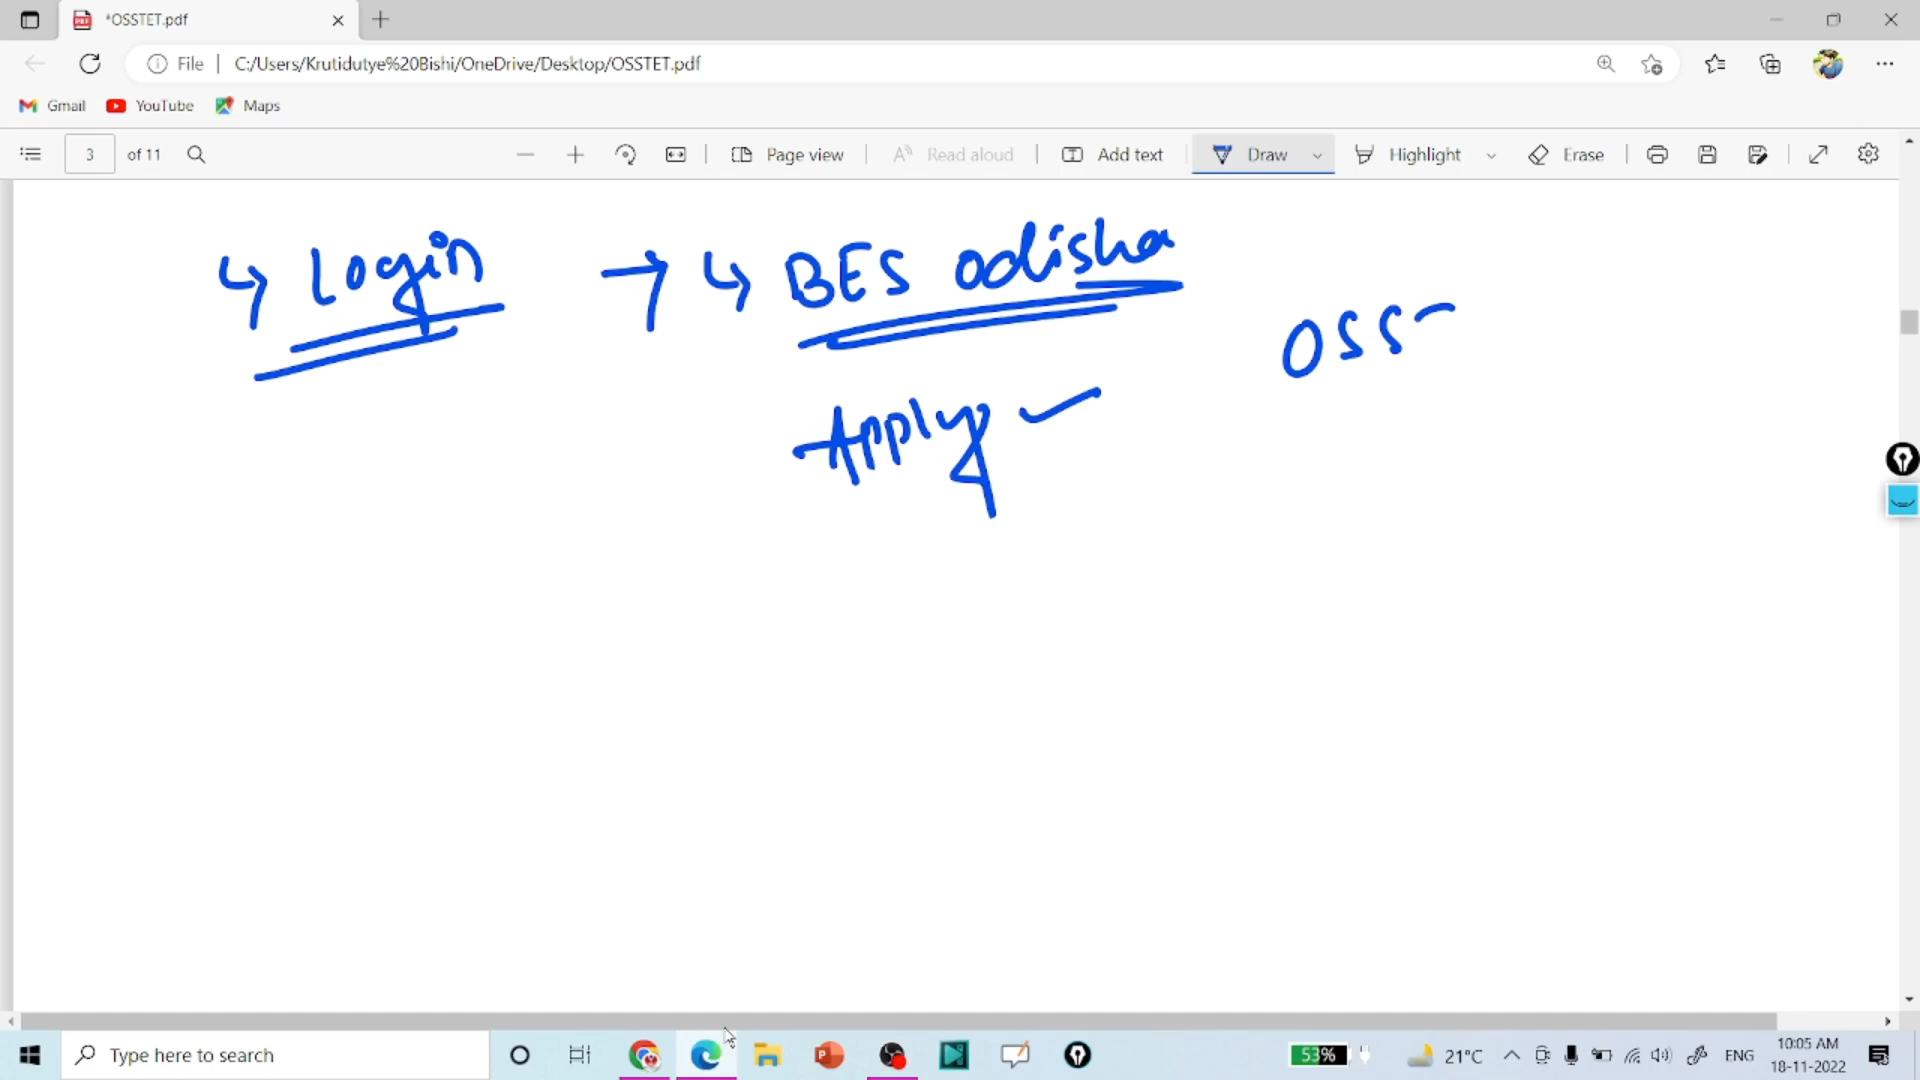 *OSSTET.pdf
File | C:/Users/Krutidutye%20Bishi/OneDrive/Desktop/OSSTET.pdf
Gmail YouTube Maps
3 of 11 Page view Read aloud Add text Draw Highlight Erase
Login BES odisha
OSS
Apply
Type here to search 53% 21°C ENG 10:05 AM
18-11-2022